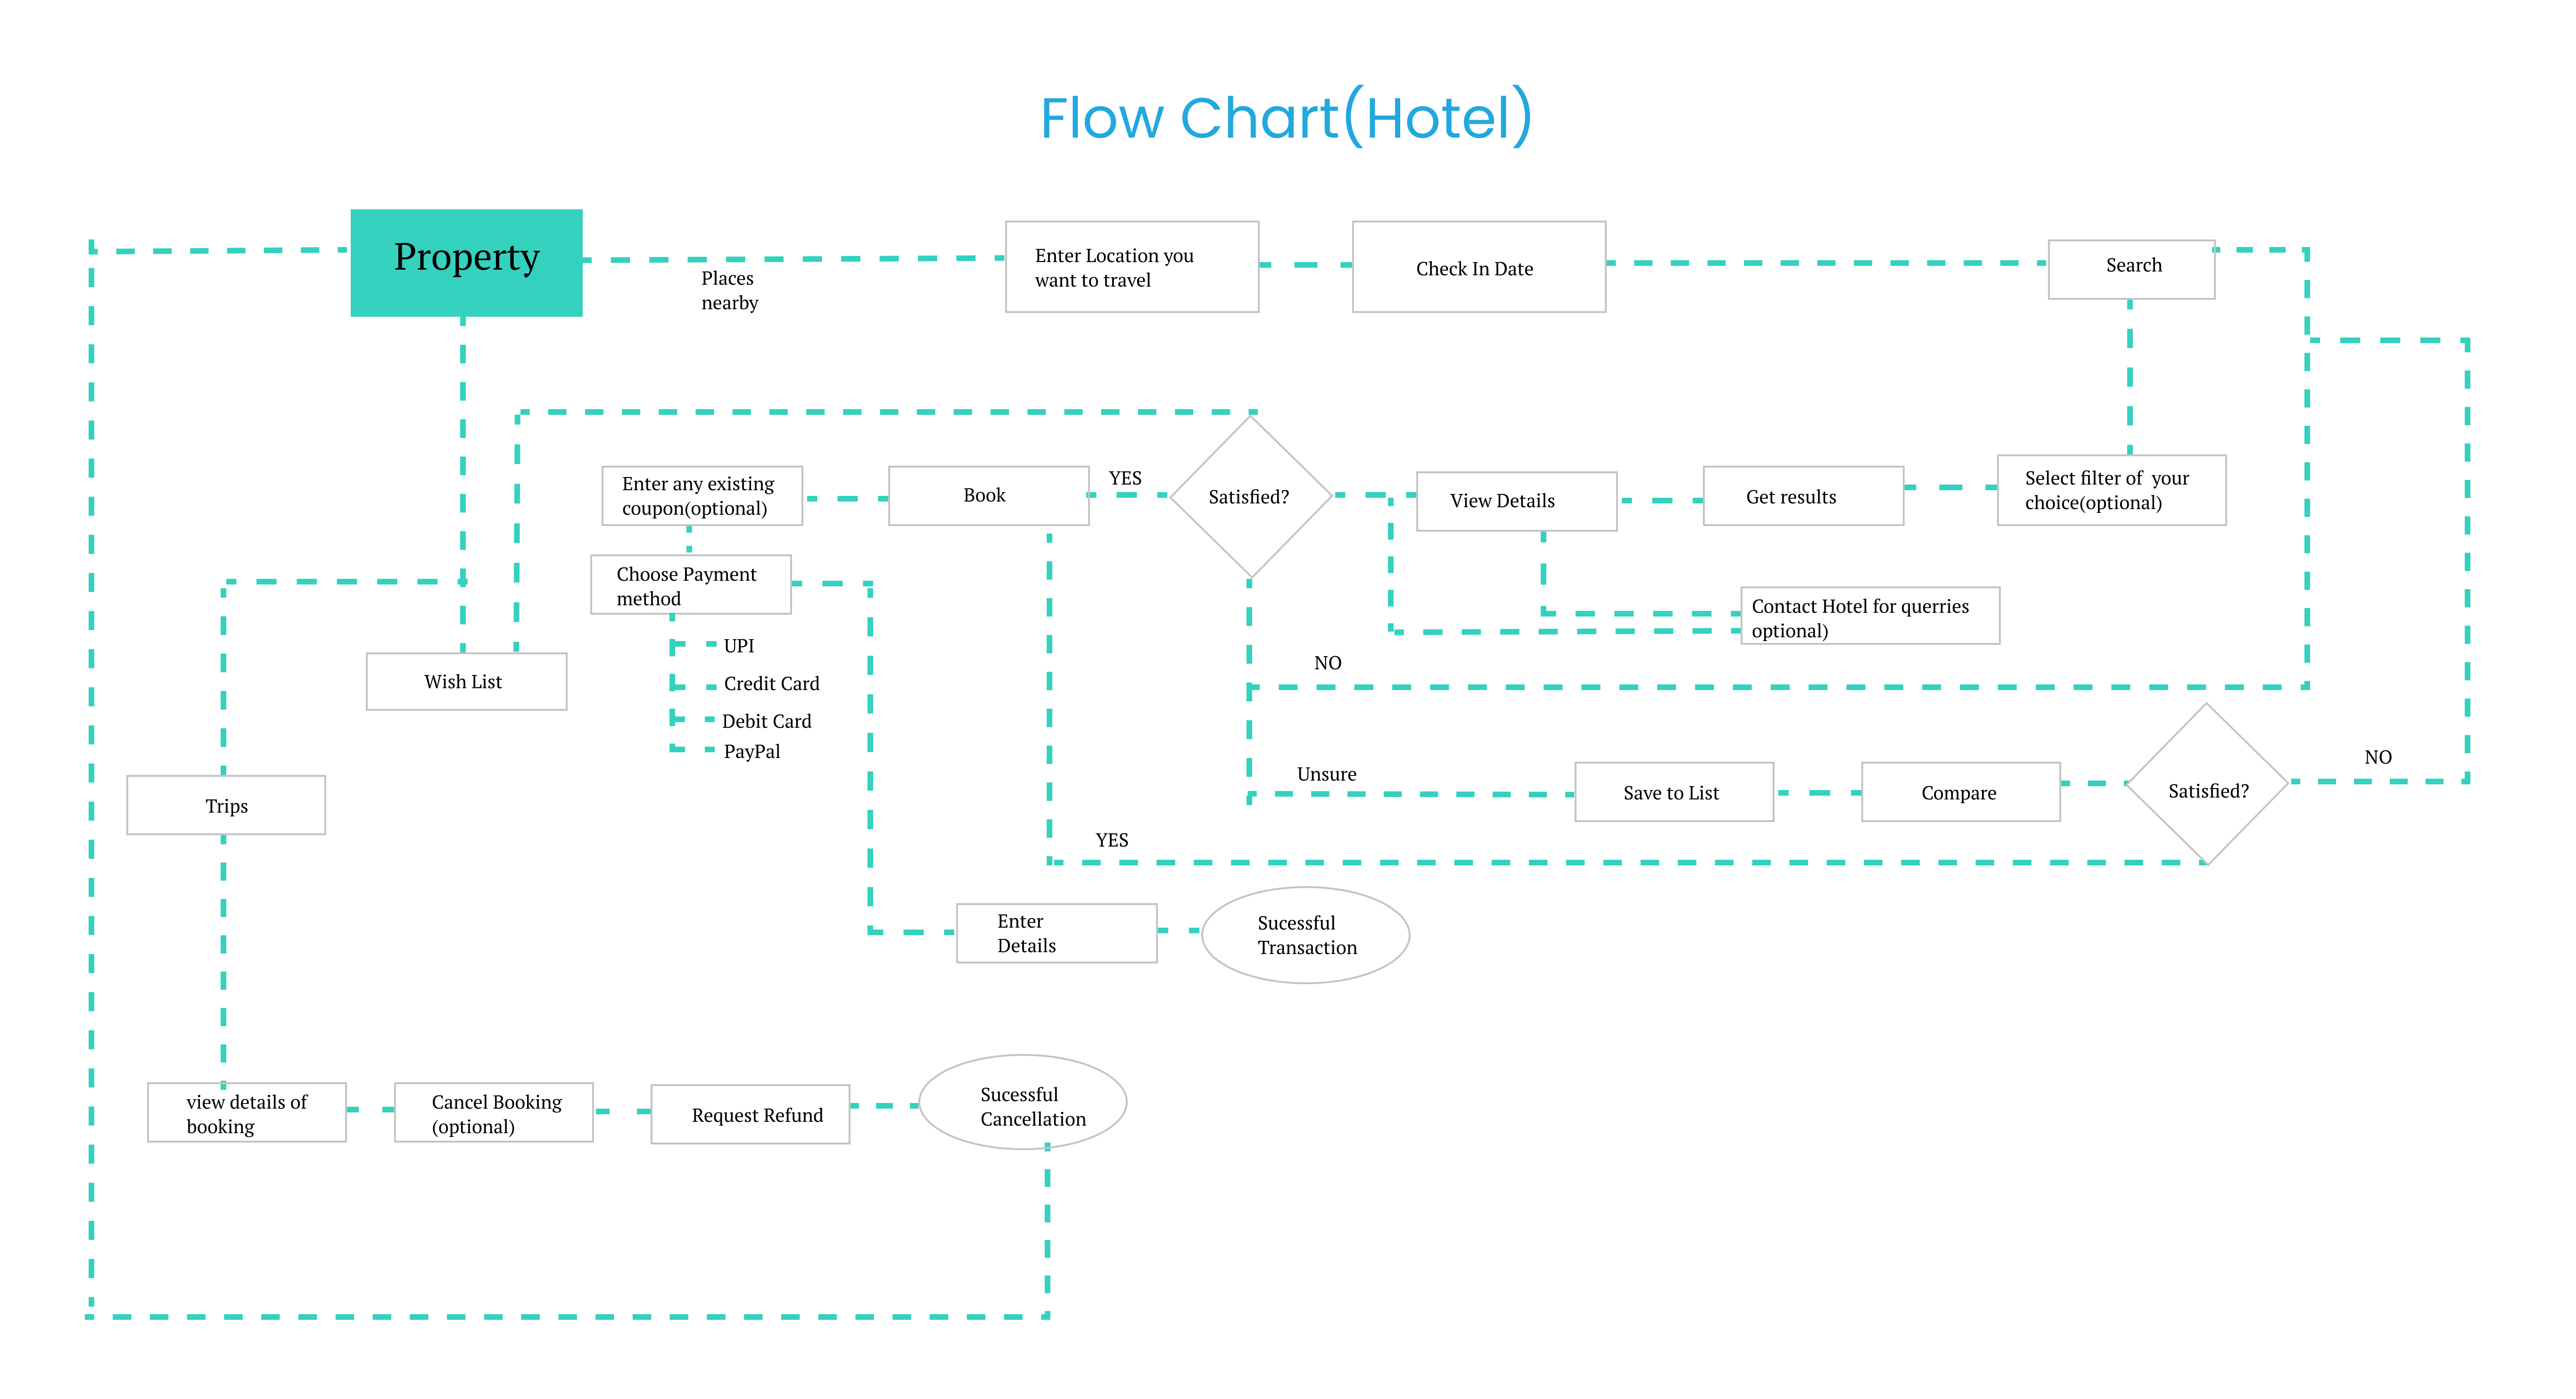 Flow Chart(Hotel)
Property
Places
nearby
Enter Location you
want to travel
Check In Date
Search
Enter any existing
coupon(optional)
Book
YES
Satisfied?
View Details
Get results
Select filter of  your
choice(optional)
Choose Payment
method
Contact Hotel for querries
optional)
UPI
Credit Card
Debit Card
PayPal
NO
Wish List
Trips
Unsure
Save to List
Compare
Satisfied?
NO
YES
Enter
Details
Sucessful
Transaction
view details of
booking
Cancel Booking
(optional)
Request Refund
Sucessful
Cancellation